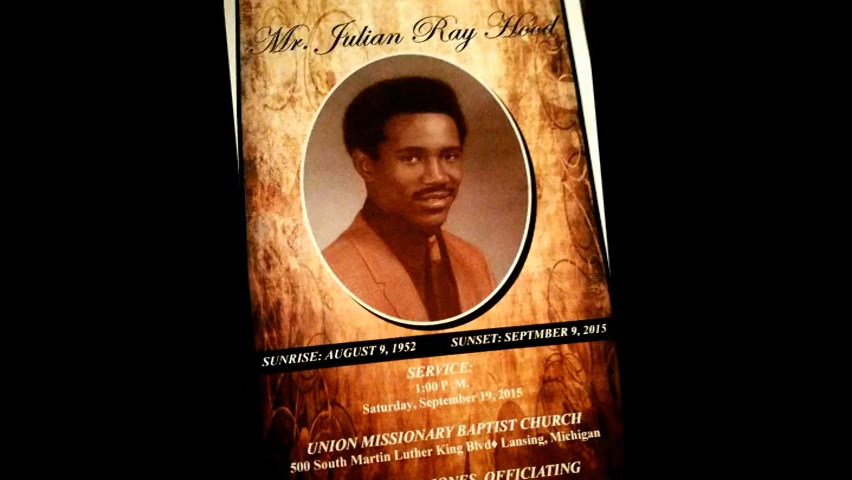 Mr. Julian Ray Hood
SUNRISE: AUGUST 9, 1952 SUNSET: SEPTMBER 9, 2015
SERVICE:
1:00 P .M.
Saturday, September 19, 2015
UNION MISSIONARY BAPTIST CHURCH
500 South Martin Luther King Blvd♦ Lansing, Michigan
OFFICIATING